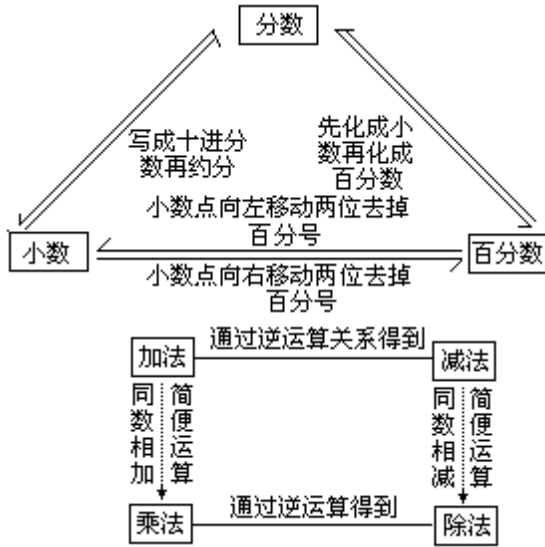 分数
写成十进分
数再约分
先化成小
数再化成
百分数
小数点向左移动两位去掉
百分号
小数
百分数
小数点向右移动两位去掉
百分号
通过逆运算关系得到
加法
减法
同数相加
简便运算
同数相减
简便运算
通过逆运算得到
乘法
除法